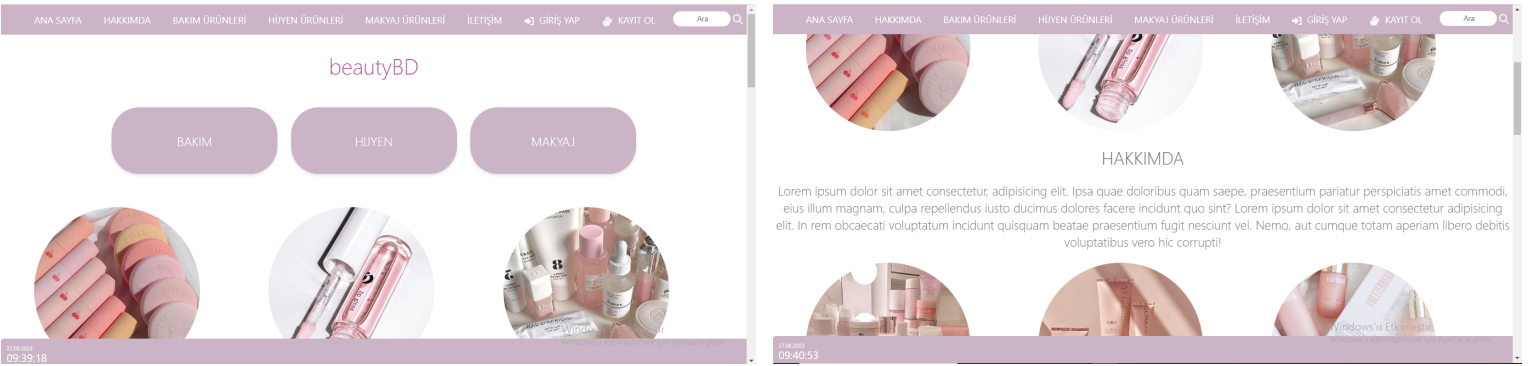 ANA SAYFA HAKKIMDA BAKIM ÜRÜNLERİ HİJYEN ÜRÜNLERİ MAKYAJ ÜRÜNLERİ İLETİŞİM GİRİŞ YAP KAYIT OL Ara
beautyBD
BAKIM HIJYEN MAKYAJ
27.08.2023
09:39:18
ANA SAYFA HAKKIMDA BAKIM ÜRÜNLERİ HİJYEN ÜRÜNLERİ MAKYAJ ÜRÜNLERİ İLETİŞİM GİRİŞ YAP KAYIT OL Ara
HAKKIMDA
Lorem ipsum dolor sit amet consectetur, adipisicing elit. Ipsa quae doloribus quam saepe, praesentium pariatur perspiciatis amet commodi,
eius illum magnam, culpa repellendus iusto ducimus dolores facere incidunt quo sint? Lorem ipsum dolor sit amet consectetur adipisicing
elit. In rem obcaecati voluptatum incidunt quisquam beatae praesentium fugit nesciunt vel. Nemo, aut cumque totam aperiam libero debitis
voluptatibus vero hic corrupti!
Windows'u Etkinleştir
27.08.2023
09:40:53